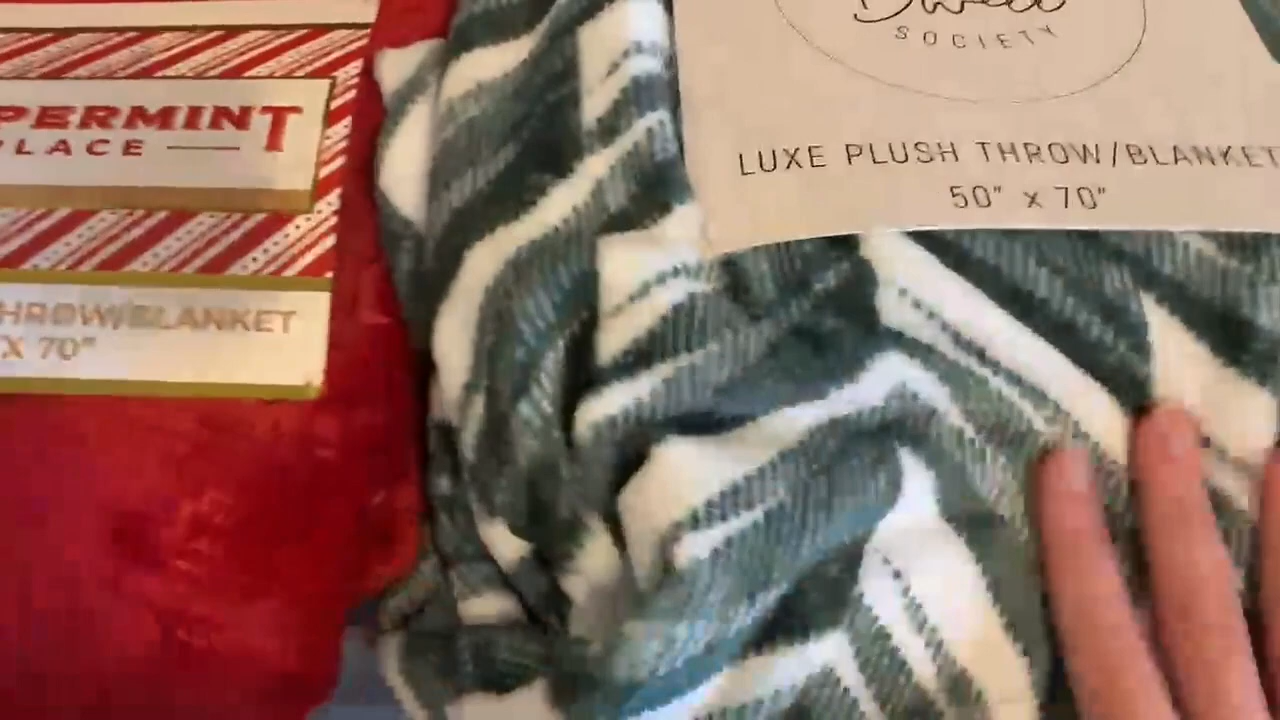 PERMINT
PLACE
THROW/BLANKET
X 70"
SOCIETY
LUXE PLUSH THROW/BLANKET
50" x 70"